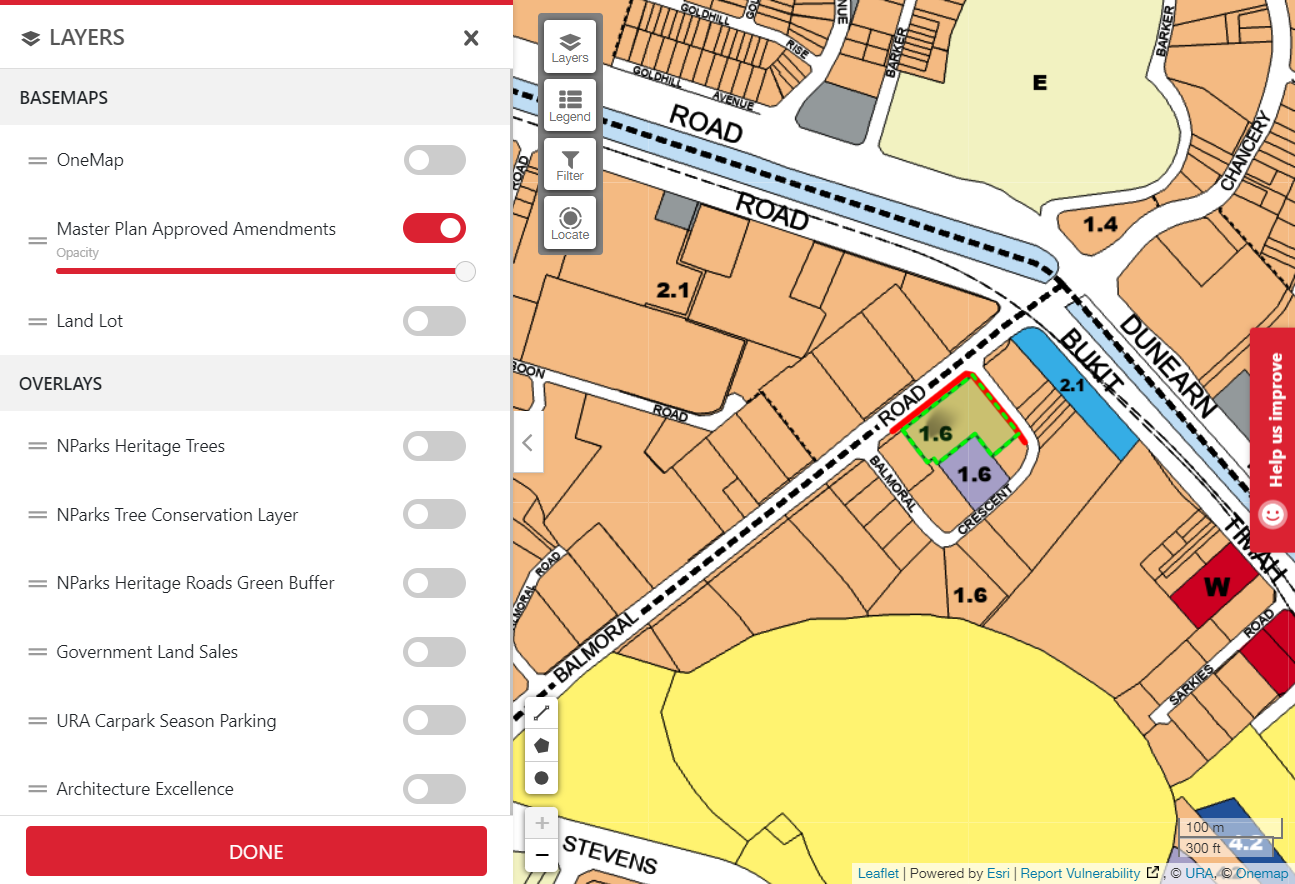 LAYERS
BASEMAPS
OneMap
Master Plan Approved Amendments
Opacity
Land Lot
OVERLAYS
NParks Heritage Trees
NParks Tree Conservation Layer
NParks Heritage Roads Green Buffer
Government Land Sales
URA Carpark Season Parking
Architecture Excellence
DONE
Layers
Legend
Filter
Locate
GOLDHILL
RISE
GOLDHILL
AVENUE
BARKER
BARKER
E
CHANCERY
ROAD
ROAD
ROAD
1.4
2.1
DUNEARN
BUKIT
2.1
Help us improve
ROAD
ROAD
1.6
1.6
BALMORAL
CRESCENT
TIMAH
ROAD
1.6
W
BALMORAL
ROAD
SARKIES
STEVENS
100 m
300 ft
4.2
Leaflet | Powered by Esri | Report Vulnerability , © URA, © Onemap